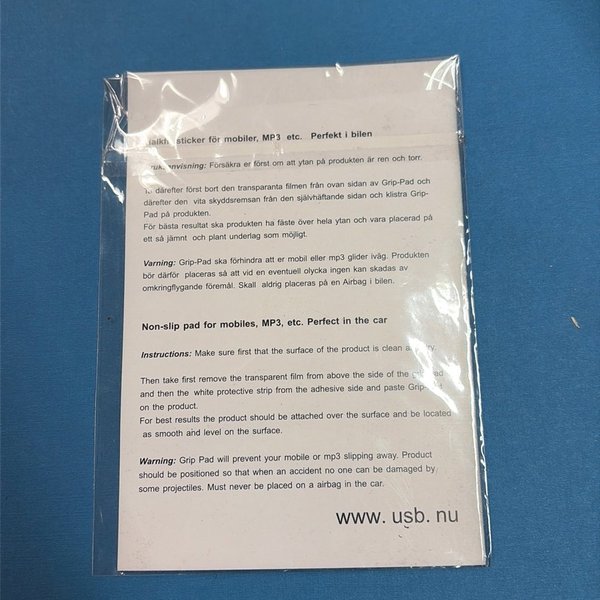 sticker för mobiler, MP3 etc. Perfekt i bilen
Försäkra er först om att ytan på produkten är ren och torr.
därefter först bort den transparanta filmen från ovan sidan av Grip-Pad och
därefter den vita skyddsremsan från den självhäftande sidan och klistra Grip-
Pad på produkten.
För bästa resultat ska produkten ha fäste över hela ytan och vara placerad på
ett så jämnt och plant underlag som möjligt.
Varning: Grip-Pad ska förhindra att er mobil eller mp3 glider iväg. Produkten
bör därför placeras så att vid en eventuell olycka ingen kan skadas av
omkringflygande föremål. Skall aldrig placeras på en Airbag i bilen.
Non-slip pad for mobiles, MP3, etc. Perfect in the car
Instructions: Make sure first that the surface of the product is clean
Then take first remove the transparent film from above the side of the
and then the white protective strip from the adhesive side and paste
on the product.
For best results the product should be attached over the surface and be located
as smooth and level on the surface.
Warning: Grip Pad will prevent your mobile or mp3 slipping away. Product
should be positioned so that when an accident no one can be damaged by
some projectiles. Must never be placed on a airbag in the car.
www. usb. nu